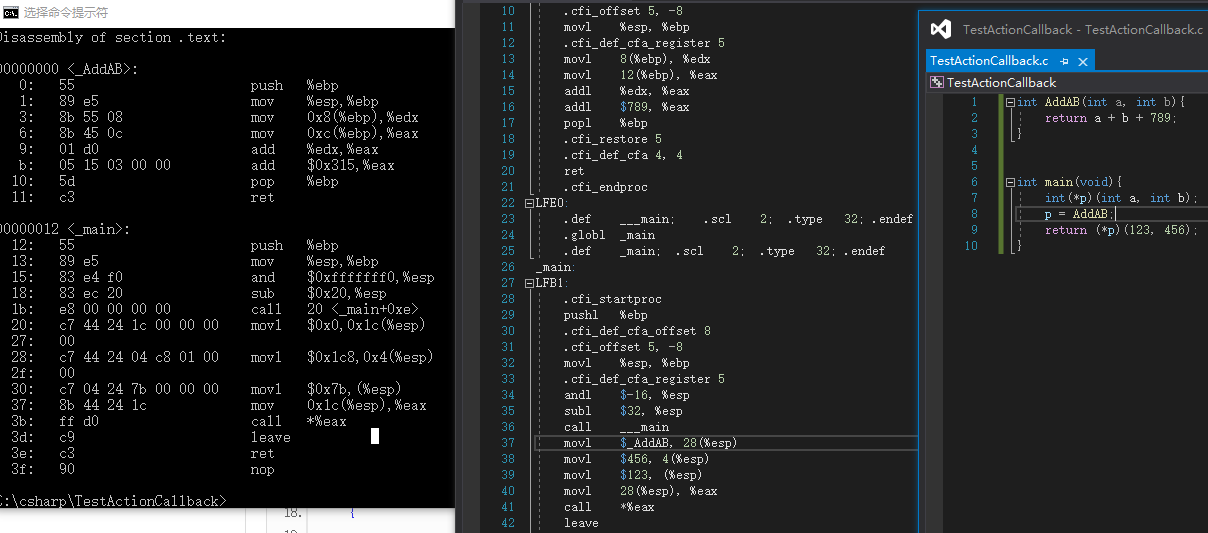 选择命令提示符
Disassembly of section .text:
00000000 <_AddAB>:
0: 55 push %ebp
1: 89 e5 mov %esp,%ebp
3: 8b 55 08 mov 0x8(%ebp),%edx
6: 8b 45 0c mov 0xc(%ebp),%eax
9: 01 d0 add %edx,%eax
b: 05 15 03 00 00 add $0x315,%eax
10: 5d pop %ebp
11: c3 ret
00000012 <_main>:
12: 55 push %ebp
13: 89 e5 mov %esp,%ebp
15: 83 e4 f0 and $0xfffffff0,%esp
18: 83 ec 20 sub $0x20,%esp
1b: e8 00 00 00 00 call 20 <_main+0xe>
20: c7 44 24 1c 00 00 00 movl $0x0,0x1c(%esp)
27: 00
28: c7 44 24 04 c8 01 00 movl $0x1c8,0x4(%esp)
2f: 00
30: c7 04 24 7b 00 00 00 movl $0x7b,(%esp)
37: 8b 44 24 1c mov 0x1c(%esp),%eax
3b: ff d0 call *%eax
3d: c9 leave
3e: c3 ret
3f: 90 nop
C:\csharp\TestActionCallback>
18. {
10 .cfi_offset 5, -8
11 movl %esp, %ebp
12 .cfi_def_cfa_register 5
13 movl 8(%ebp), %edx
14 movl 12(%ebp), %eax
15 addl %edx, %eax
16 addl $789, %eax
17 popl %ebp
18 .cfi_restore 5
19 .cfi_def_cfa 4, 4
20 ret
21 .cfi_endproc
22 LFE0:
23 .def ___main; .scl 2; .type 32; .endef
24 .globl _main
25 .def _main; .scl 2; .type 32; .endef
26 _main:
27 LFB1:
28 .cfi_startproc
29 pushl %ebp
30 .cfi_def_cfa_offset 8
31 .cfi_offset 5, -8
32 movl %esp, %ebp
33 .cfi_def_cfa_register 5
34 andl $-16, %esp
35 subl $32, %esp
36 call ___main
37 movl $_AddAB, 28(%esp)
38 movl $456, 4(%esp)
39 movl $123, (%esp)
40 movl 28(%esp), %eax
41 call *%eax
42 leave
TestActionCallback - TestActionCallback.c
TestActionCallback.c
TestActionCallback
1 int AddAB(int a, int b){
2 return a + b + 789;
3 }
4
5
6 int main(void){
7 int(*p)(int a, int b);
8 p = AddAB;
9 return (*p)(123, 456);
10 }